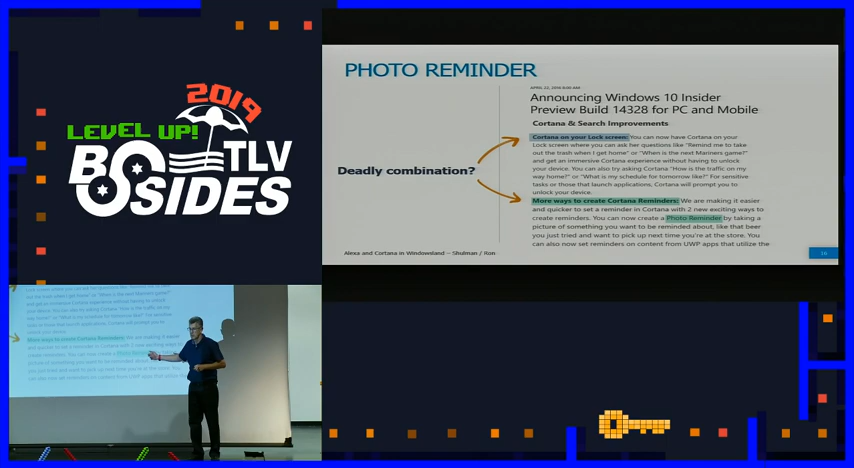 2019
LEVEL UP!
BSIDES TLV
PHOTO REMINDER
APRIL 22, 2016 8:00 AM
Announcing Windows 10 Insider
Preview Build 14328 for PC and Mobile
Cortana & Search Improvements
Deadly combination?
Cortana on your Lock screen: You can now have Cortana on your
Lock screen where you can ask her questions like "Remind me to take
out the trash when I get home" or "When is the next Mariners game?"
and get an immersive Cortana experience without having to unlock
your device. You can also try asking Cortana "How is the traffic on my
way home?" or "What is my schedule for tomorrow like?" For sensitive
tasks or those that launch applications, Cortana will prompt you to
unlock your device.
More ways to create Cortana Reminders: We are making it easier
and quicker to set a reminder in Cortana with 2 new exciting ways to
create reminders. You can now create a Photo Reminder by taking a
picture of something you want to be reminded about, like that beer
you just tried and want to pick up next time you're at the store. You
can also now set reminders on content from UWP apps that utilize the
Alexa and Cortana in Windowsland – Shulman / Ron